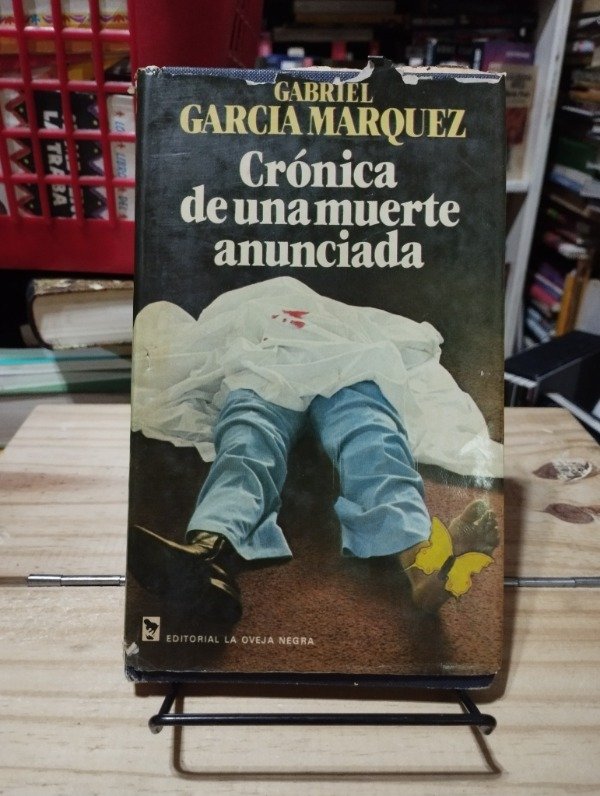 GABRIEL
GARCIA MARQUEZ
Crónica
de una muerte
anunciada
EDITORIAL LA OVEJA NEGRA